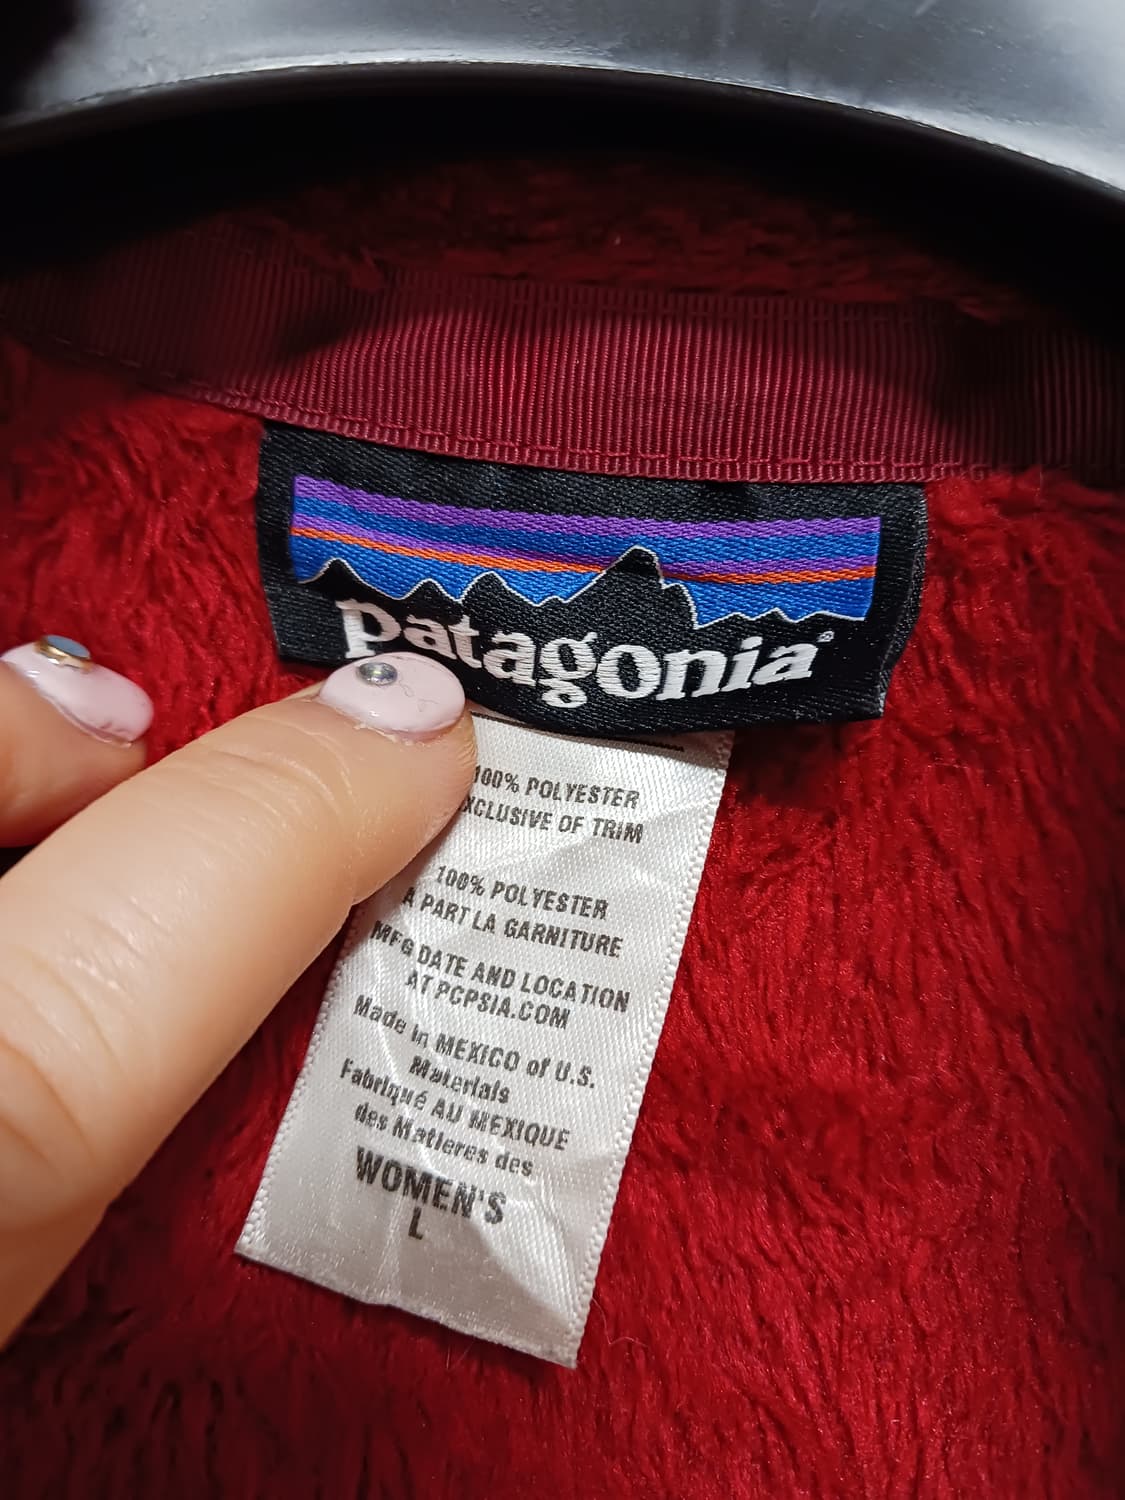 patagonia®
100% POLYESTER
XCLUSIVE OF TRIM
100% POLYESTER
A PART LA GARNITURE
MFG DATE AND LOCATION
AT PCPSIA.COM
Made in MEXICO of U.S.
Materials
Fabriqué AU MEXIQUE
des Matieres des
WOMEN'S
L